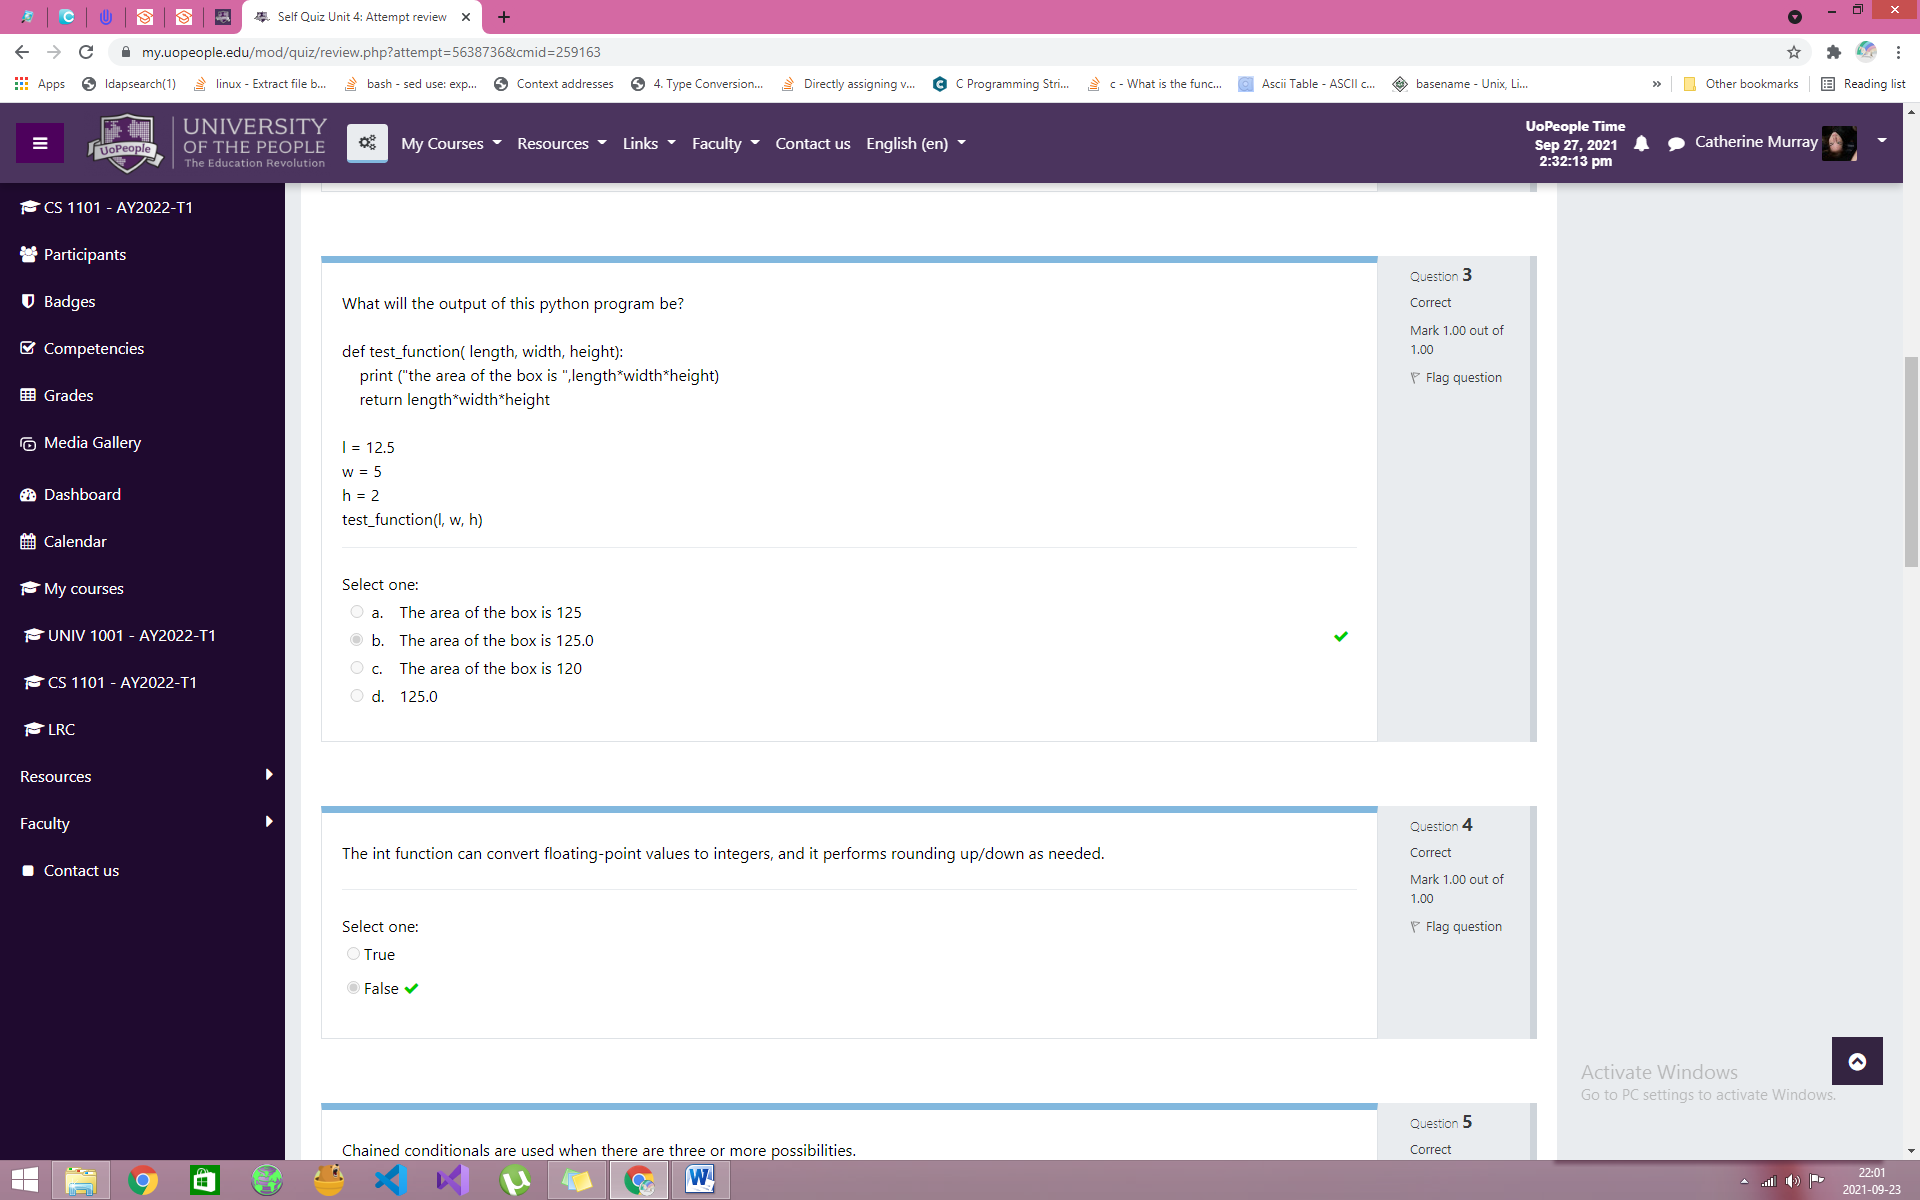 Self Quiz Unit 4: Attempt review
my.uopeople.edu/mod/quiz/review.php?attempt=5638736&cmid=259163
Apps
ldapsearch(1)
linux - Extract file b...
bash - sed use: exp...
Context addresses
4. Type Conversion...
Directly assigning v...
C Programming Stri...
c - What is the func...
Ascii Table - ASCII c...
basename - Unix, Li...
»
Other bookmarks
Reading list
UoPeople
UNIVERSITY
OF THE PEOPLE
The Education Revolution
My Courses
Resources
Links
Faculty
Contact us
English (en)
UoPeople Time
Sep 27, 2021
2:32:13 pm
Catherine Murray
CS 1101 - AY2022-T1
Participants
Badges
Competencies
Grades
Media Gallery
Dashboard
Calendar
My courses
UNIV 1001 - AY2022-T1
CS 1101 - AY2022-T1
LRC
Resources
Faculty
Contact us
What will the output of this python program be?
def test_function( length, width, height):
print ("the area of the box is ",length*width*height)
return length*width*height
l = 12.5
w = 5
h = 2
test_function(l, w, h)
Select one:
a. The area of the box is 125
b. The area of the box is 125.0
c. The area of the box is 120
d. 125.0
Question 3
Correct
Mark 1.00 out of
1.00
Flag question
The int function can convert floating-point values to integers, and it performs rounding up/down as needed.
Select one:
True
False
Question 4
Correct
Mark 1.00 out of
1.00
Flag question
Chained conditionals are used when there are three or more possibilities.
Question 5
Correct
Activate Windows
Go to PC settings to activate Windows.
22:01
2021-09-23